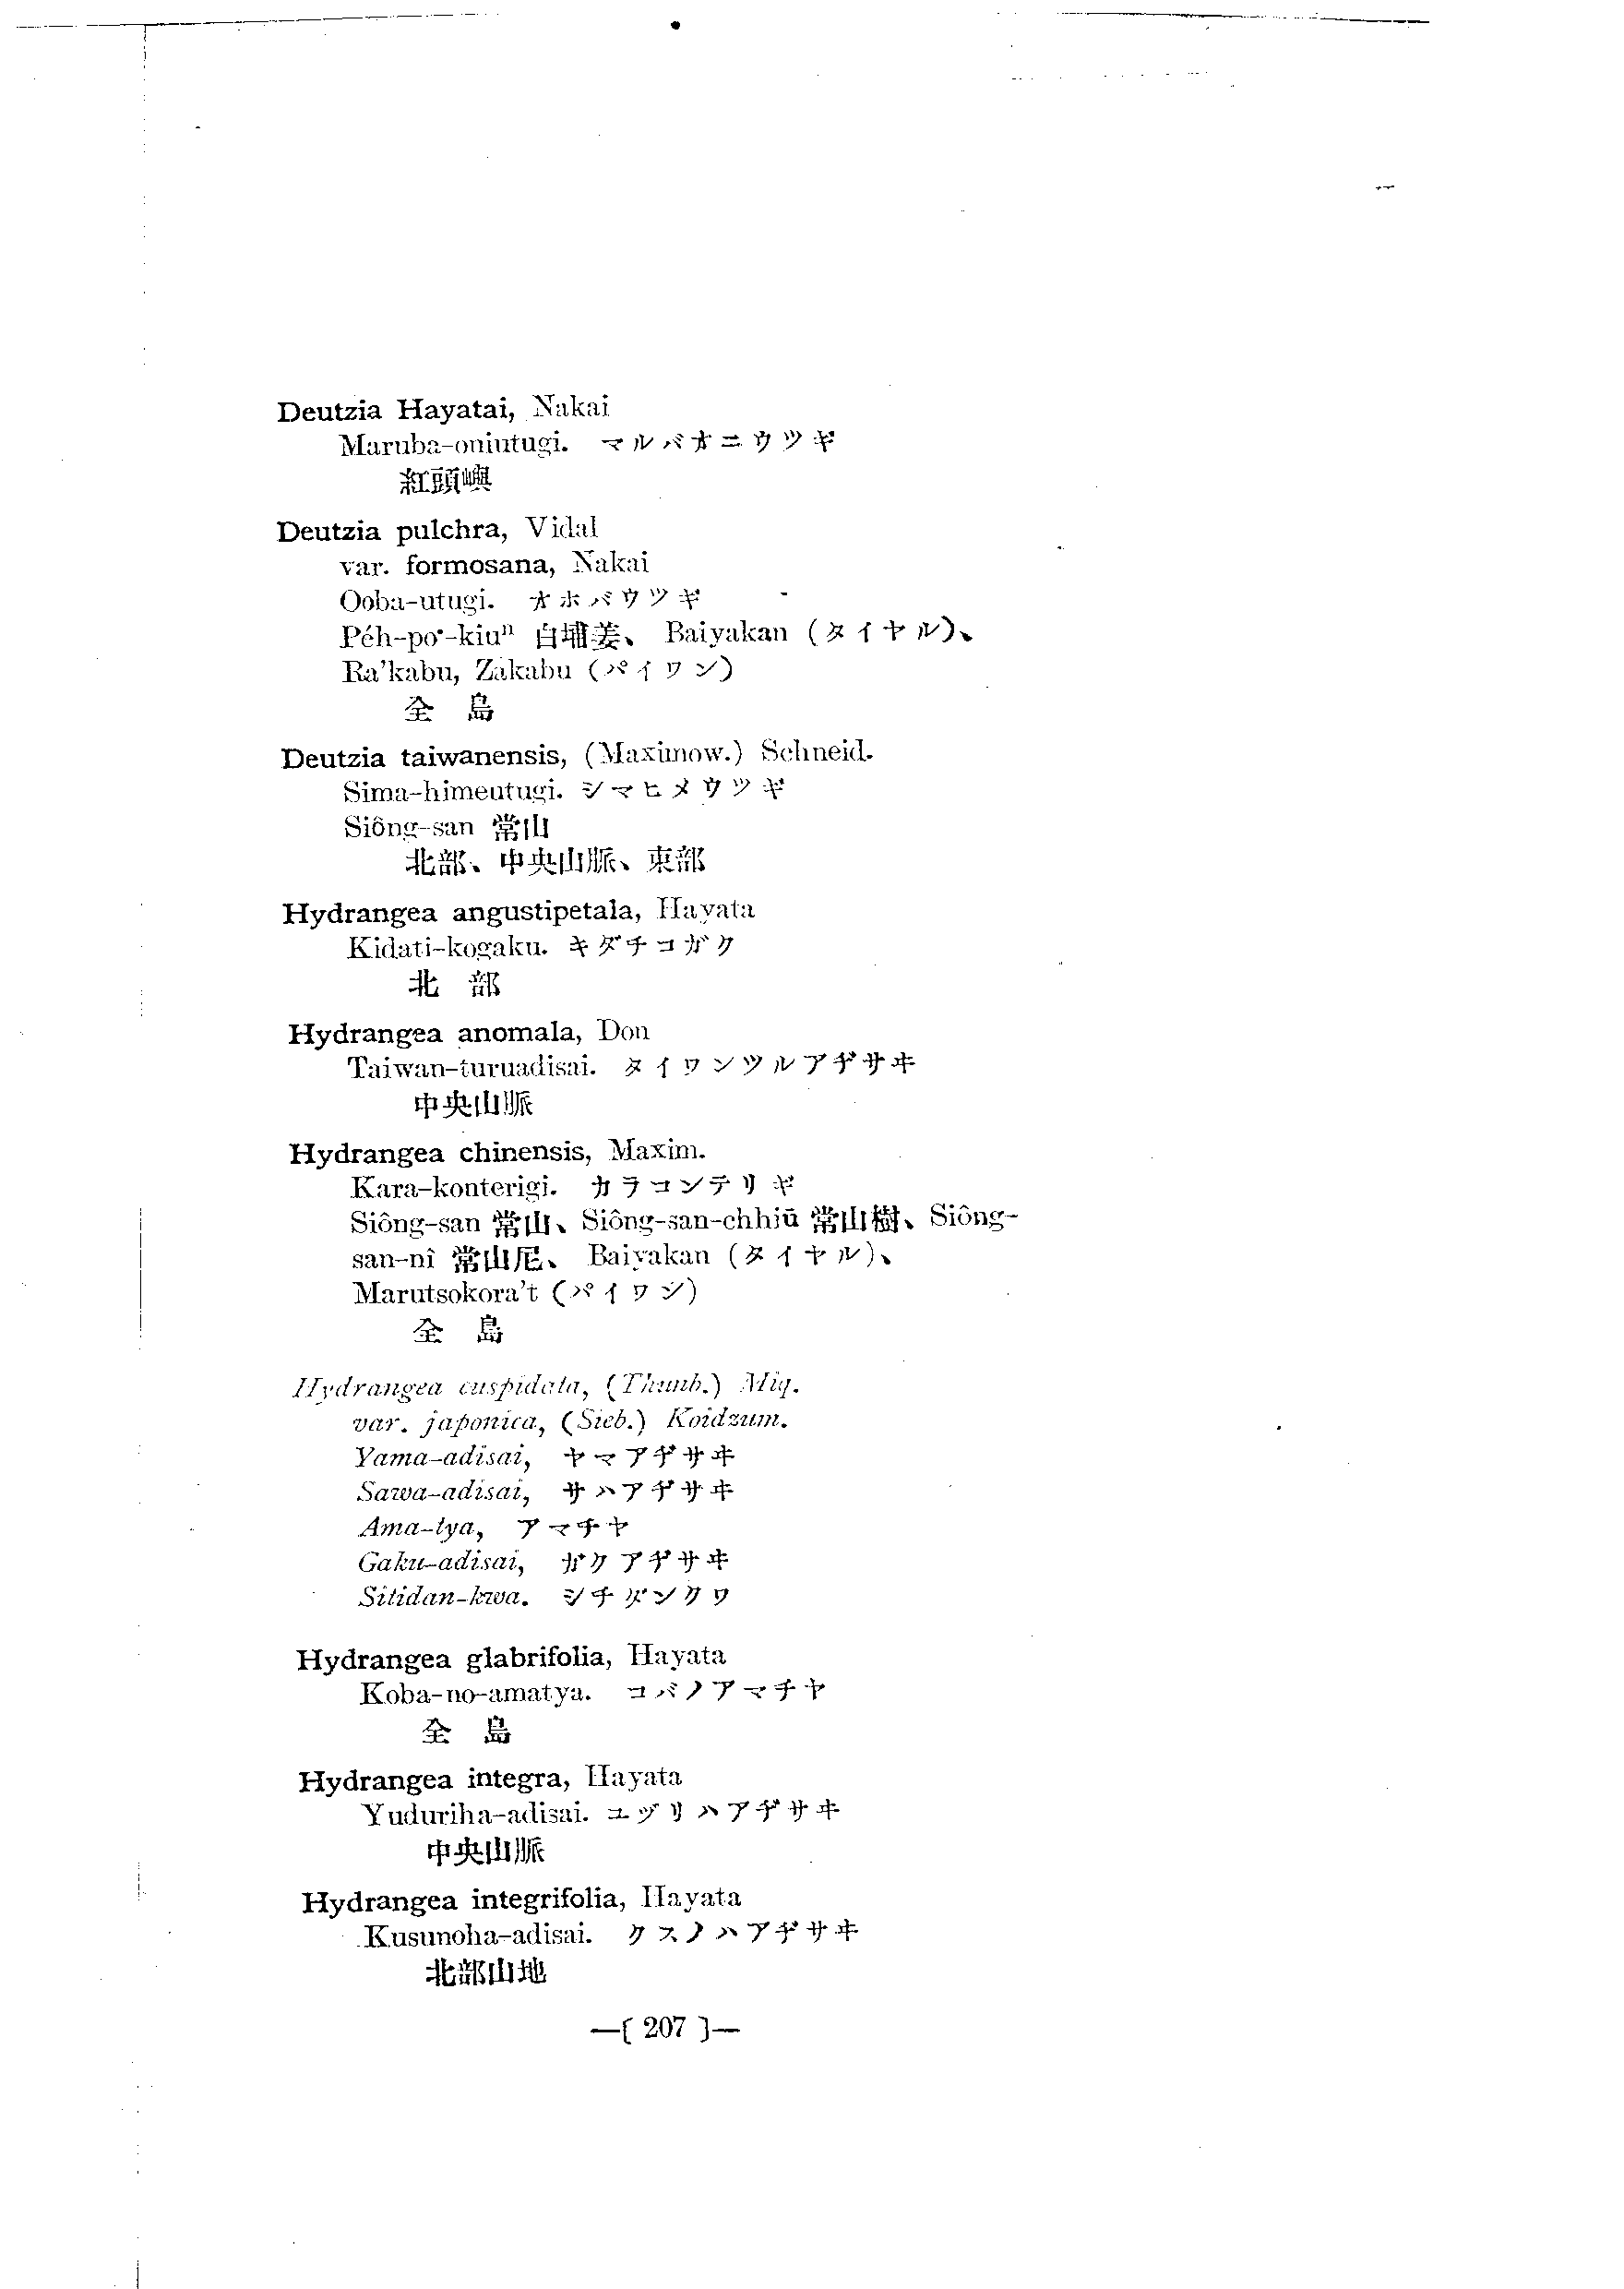 Deutzia Hayatai, Nakai
Maruba-oniutugi. マルバオニウツギ
紅頭嶼
Deutzia pulchra, Vidal
var. formosana, Nakai
Ooba-utugi. オホバウツギ
Péh-po·-kiuⁿ 白埔姜、 Baiyakan (タイヤル)、
Ra'kabu, Zakabu (パイワン)
全島
Deutzia taiwanensis, (Maximow.) Schneid.
Sima-himeutugi. シマヒメウツギ
Siông-san 常山
北部、中央山脈、東部
Hydrangea angustipetala, Hayata
Kidati-kogaku. キダチコガク
北部
Hydrangea anomala, Don
Taiwan-turuadisai. タイワンツルアヂサヰ
中央山脈
Hydrangea chinensis, Maxim.
Kara-konterigi. カラコンテリギ
Siông-san 常山、Siông-san-chhiū 常山樹、Siông-
san-nî 常山尼、 Baiyakan (タイヤル)、
Marutsokora't (パイワン)
全島
Hydrangea cuspidata, (Thunb.) Miq.
var. japonica, (Sieb.) Koidzum.
Yama-adisai, ヤマアヂサヰ
Sawa-adisai, サハアヂサヰ
Ama-tya, アマチヤ
Gaku-adisai, ガクアヂサヰ
Sitidan-kwa. シチダンクワ
Hydrangea glabrifolia, Hayata
Koba-no-amatya. コバノアマチヤ
全島
Hydrangea integra, Hayata
Yuduriha-adisai. ユヅリハアヂサヰ
中央山脈
Hydrangea integrifolia, Hayata
Kusunoha-adisai. クスノハアヂサヰ
北部山地
—[ 207 ]—